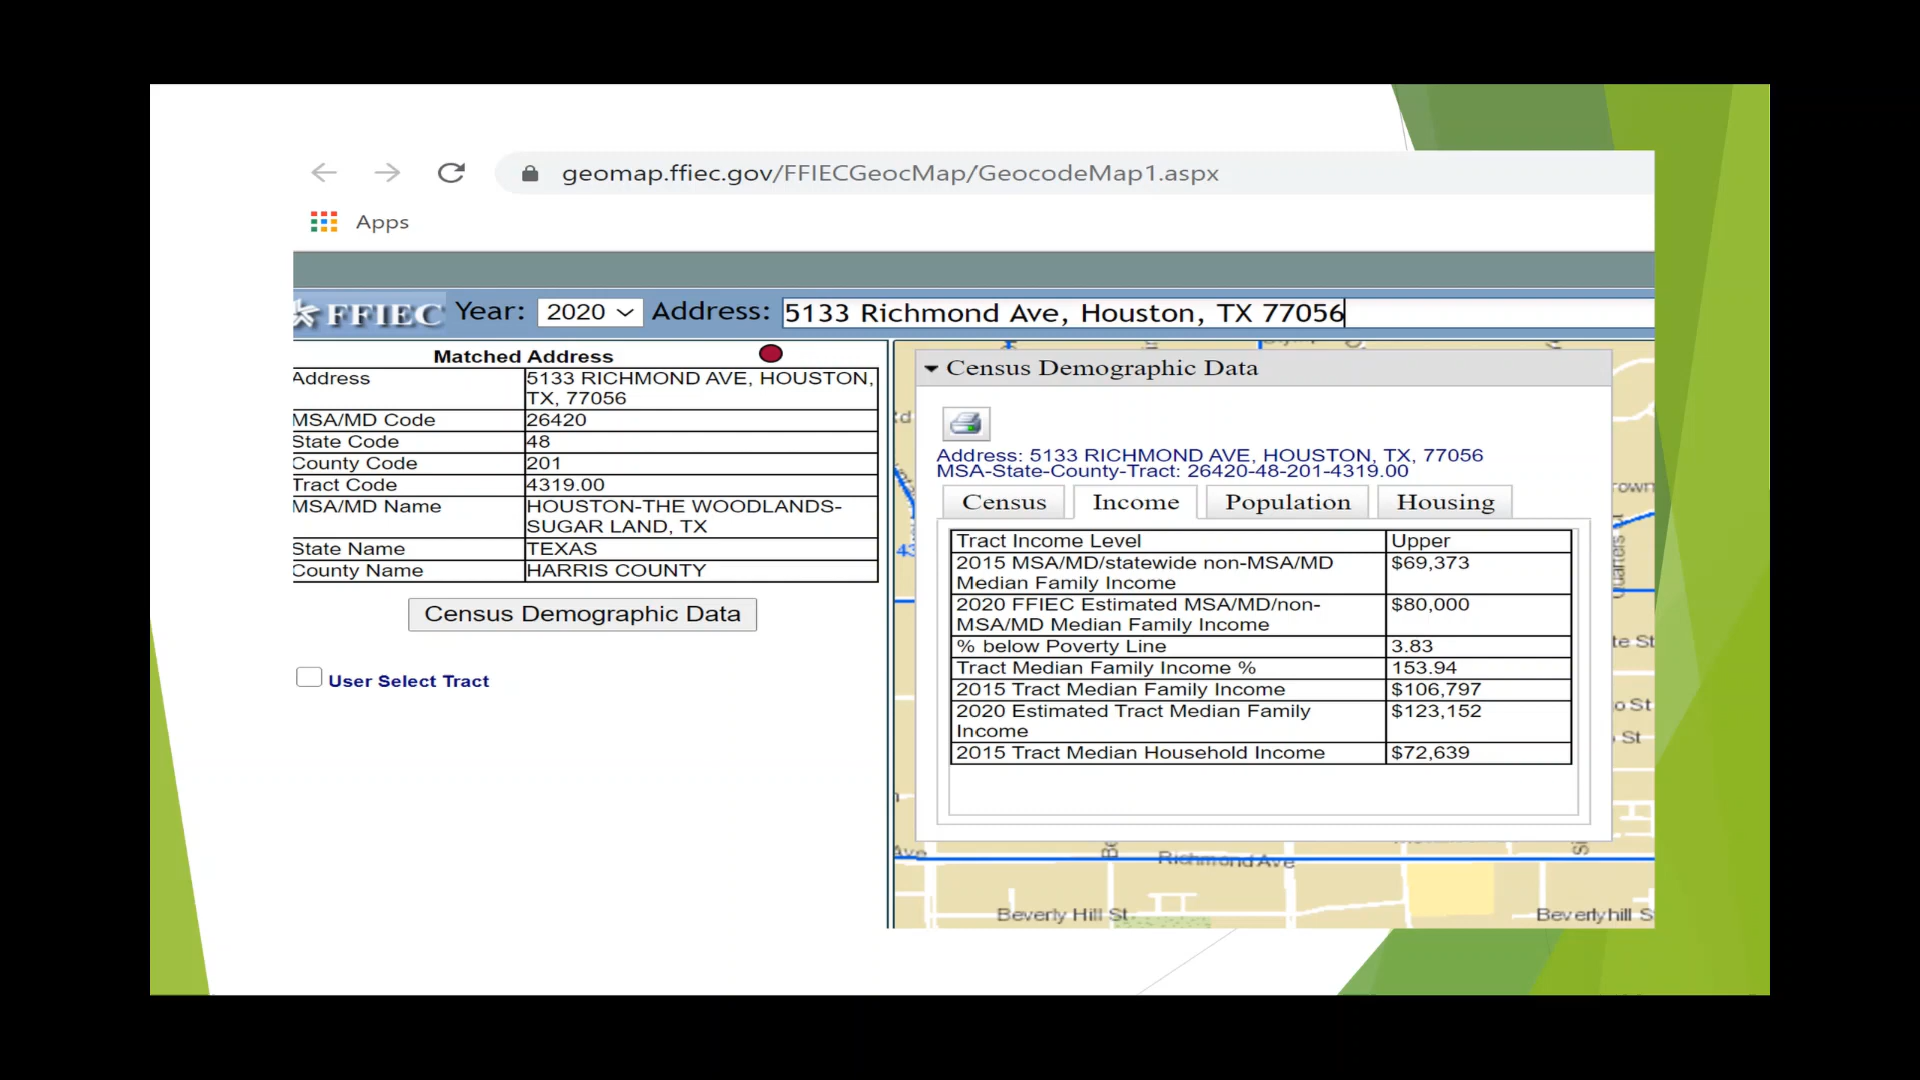 geomap.ffiec.gov/FFIECGeocMap/GeocodeMap1.aspx
Apps
FFIEC Year: 2020 Address: 5133 Richmond Ave, Houston, TX 77056
Matched Address
Address 5133 RICHMOND AVE, HOUSTON,
TX, 77056
MSA/MD Code 26420
State Code 48
County Code 201
Tract Code 4319.00
MSA/MD Name HOUSTON-THE WOODLANDS-
SUGAR LAND, TX
State Name TEXAS
County Name HARRIS COUNTY
Census Demographic Data
User Select Tract
Census Demographic Data
Address: 5133 RICHMOND AVE, HOUSTON, TX, 77056
MSA-State-County-Tract: 26420-48-201-4319.00
Census Income Population Housing
Tract Income Level Upper
2015 MSA/MD/statewide non-MSA/MD $69,373
Median Family Income
2020 FFIEC Estimated MSA/MD/non- $80,000
MSA/MD Median Family Income
% below Poverty Line 3.83
Tract Median Family Income % 153.94
2015 Tract Median Family Income $106,797
2020 Estimated Tract Median Family $123,152
Income
2015 Tract Median Household Income $72,639
Ave
Richmond Ave
Beverly Hill St
Beverlyhill S